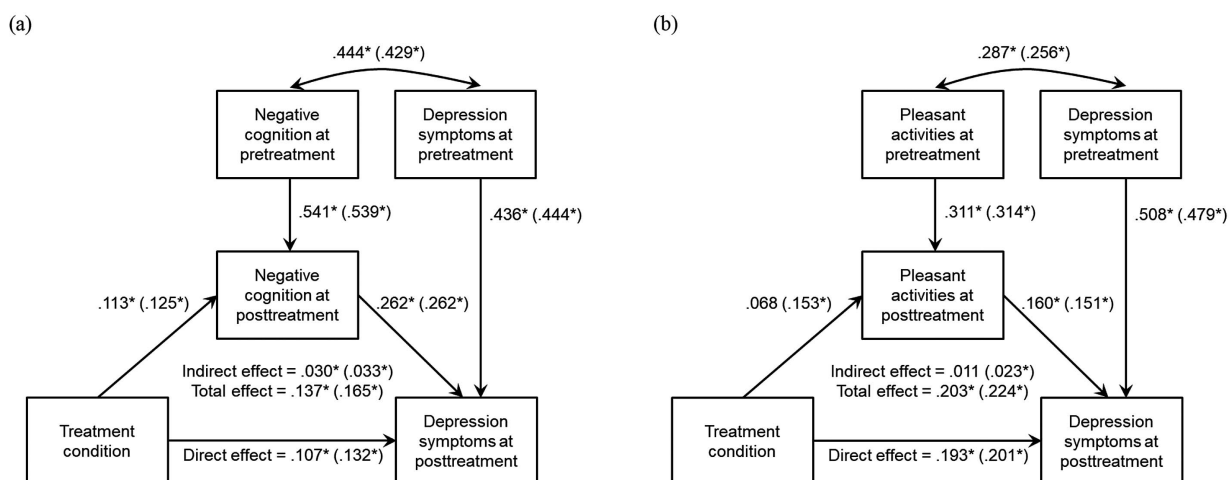 (a)
.444* (.429*)
Negative
cognition at
pretreatment
Depression
symptoms at
pretreatment
.541* (.539*)
.436* (.444*)
Negative
cognition at
posttreatment
.113* (.125*)
.262* (.262*)
Indirect effect = .030* (.033*)
Total effect = .137* (.165*)
Treatment
condition
Direct effect = .107* (.132*)
Depression
symptoms at
posttreatment
(b)
.287* (.256*)
Pleasant
activities at
pretreatment
Depression
symptoms at
pretreatment
.311* (.314*)
.508* (.479*)
Pleasant
activities at
posttreatment
.068 (.153*)
.160* (.151*)
Indirect effect = .011 (.023*)
Total effect = .203* (.224*)
Treatment
condition
Direct effect = .193* (.201*)
Depression
symptoms at
posttreatment